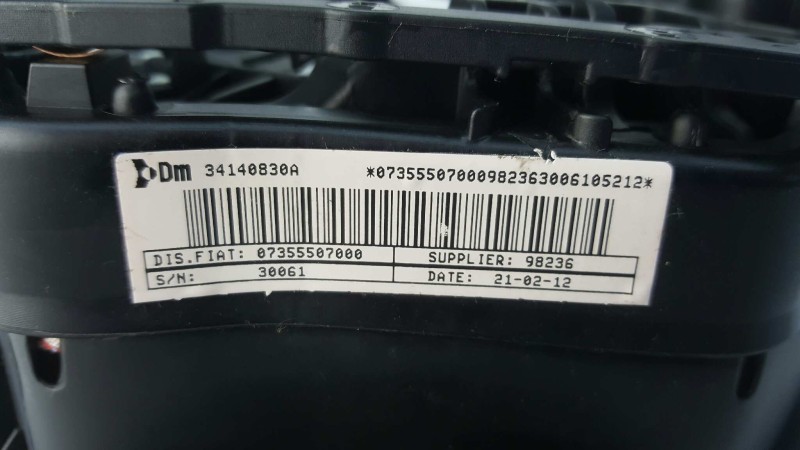 Dm 34140830A *07355507000982363006105212*
DIS.FIAT: 07355507000 SUPPLIER: 98236
S/N: 30061 DATE: 21-02-12